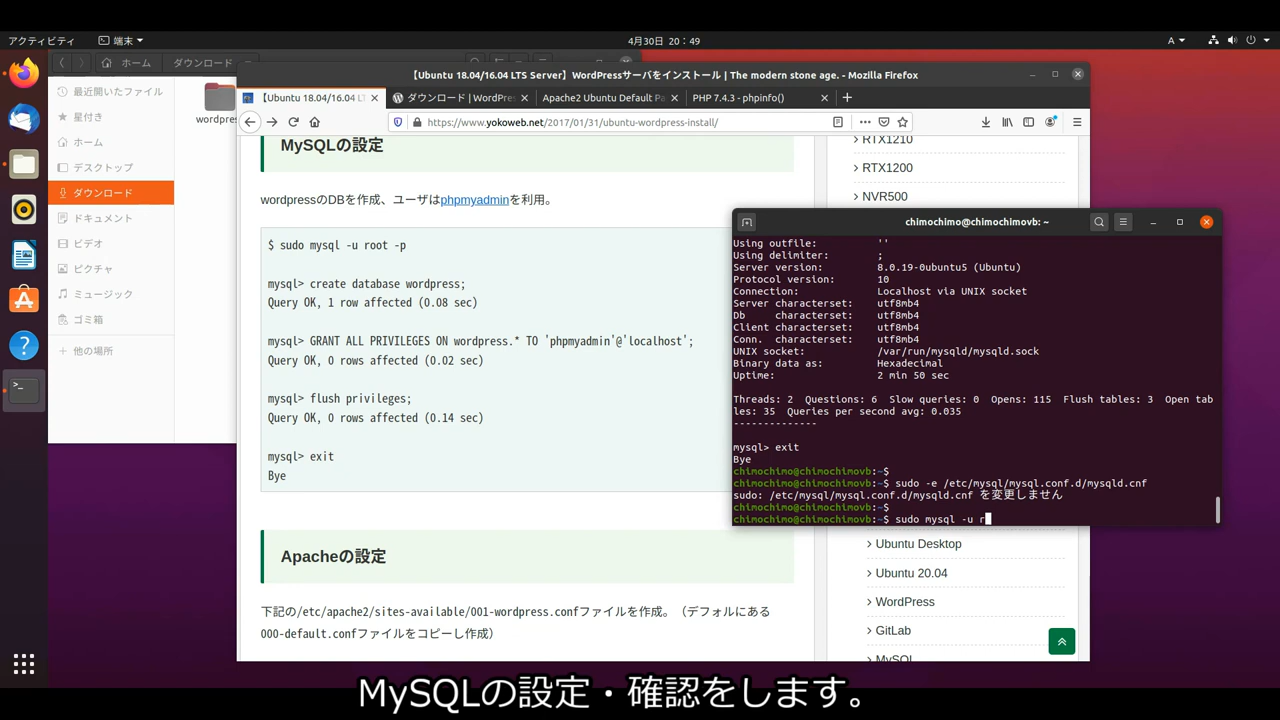 アクティビティ
端末
4月30日 20:49
A
ホーム
ダウンロード
最近開いたファイル
星付き
ホーム
デスクトップ
ダウンロード
ドキュメント
ビデオ
ピクチャ
ミュージック
ゴミ箱
他の場所
wordpres
【Ubuntu 18.04/16.04 LTS Server】WordPressサーバをインストール | The modern stone age. - Mozilla Firefox
【Ubuntu 18.04/16.04 L
ダウンロード | WordPre
Apache2 Ubuntu Default Pa
PHP 7.4.3 - phpinfo()
https://www.yokoweb.net/2017/01/31/ubuntu-wordpress-install/
MySQLの設定
wordpressのDBを作成、ユーザはphpmyadminを利用。
$ sudo mysql -u root -p
mysql> create database wordpress;
Query OK, 1 row affected (0.08 sec)
mysql> GRANT ALL PRIVILEGES ON wordpress.* TO 'phpmyadmin'@'localhost';
Query OK, 0 rows affected (0.02 sec)
mysql> flush privileges;
Query OK, 0 rows affected (0.14 sec)
mysql> exit
Bye
Apacheの設定
下記の/etc/apache2/sites-available/001-wordpress.confファイルを作成。（デフォルにある
000-default.confファイルをコピーし作成）
RTX1210
RTX1200
NVR500
chimochimo@chimochimovb: ~
Using outfile: ''
Using delimiter: ;
Server version: 8.0.19-0ubuntu5 (Ubuntu)
Protocol version: 10
Connection: Localhost via UNIX socket
Server characterset: utf8mb4
Db characterset: utf8mb4
Client characterset: utf8mb4
Conn. characterset: utf8mb4
UNIX socket: /var/run/mysqld/mysqld.sock
Binary data as: Hexadecimal
Uptime: 2 min 50 sec
Threads: 2 Questions: 6 Slow queries: 0 Opens: 115 Flush tables: 3 Open tab
les: 35 Queries per second avg: 0.035
--------------
mysql> exit
Bye
chimochimo@chimochimovb:~$
chimochimo@chimochimovb:~$ sudo -e /etc/mysql/mysql.conf.d/mysqld.cnf
sudo: /etc/mysql/mysql.conf.d/mysqld.cnf を変更しません
chimochimo@chimochimovb:~$
chimochimo@chimochimovb:~$ sudo mysql -u r
Ubuntu Desktop
Ubuntu 20.04
WordPress
GitLab
MySQL
MySQLの設定・確認をします。